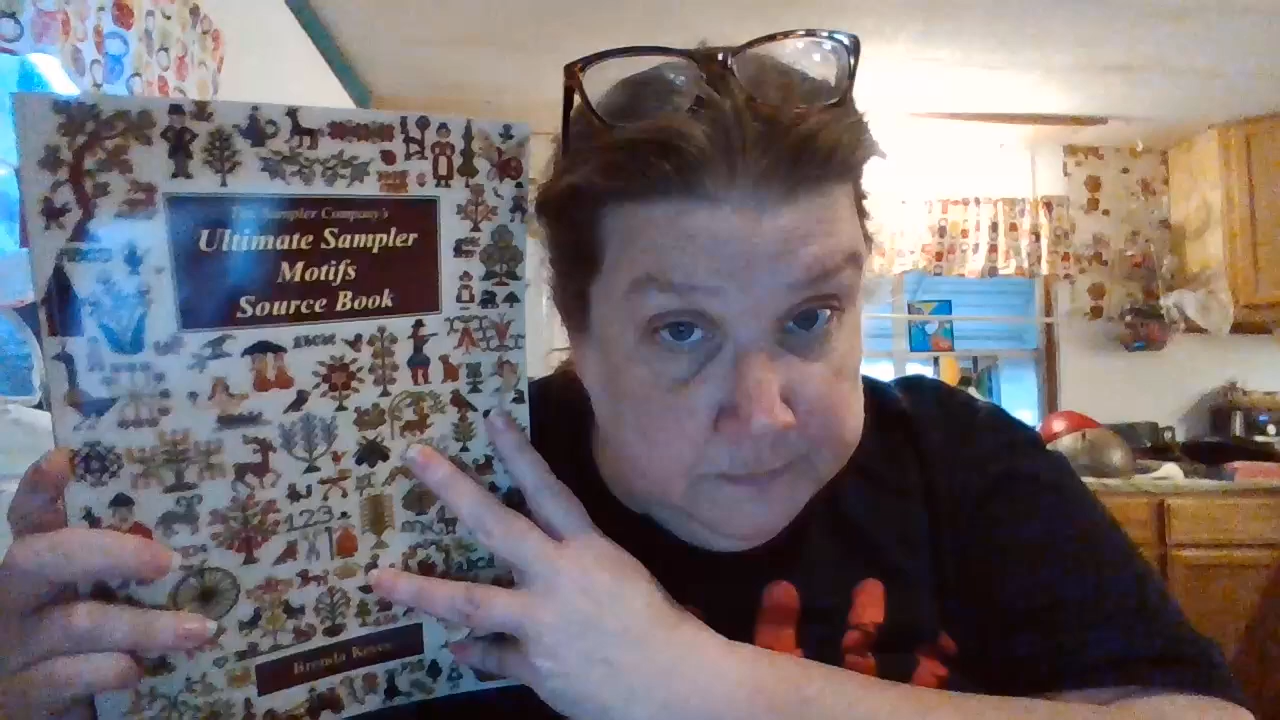 The Sampler Company's
Ultimate Sampler
Motifs
Source Book
123
Brenda Keyes